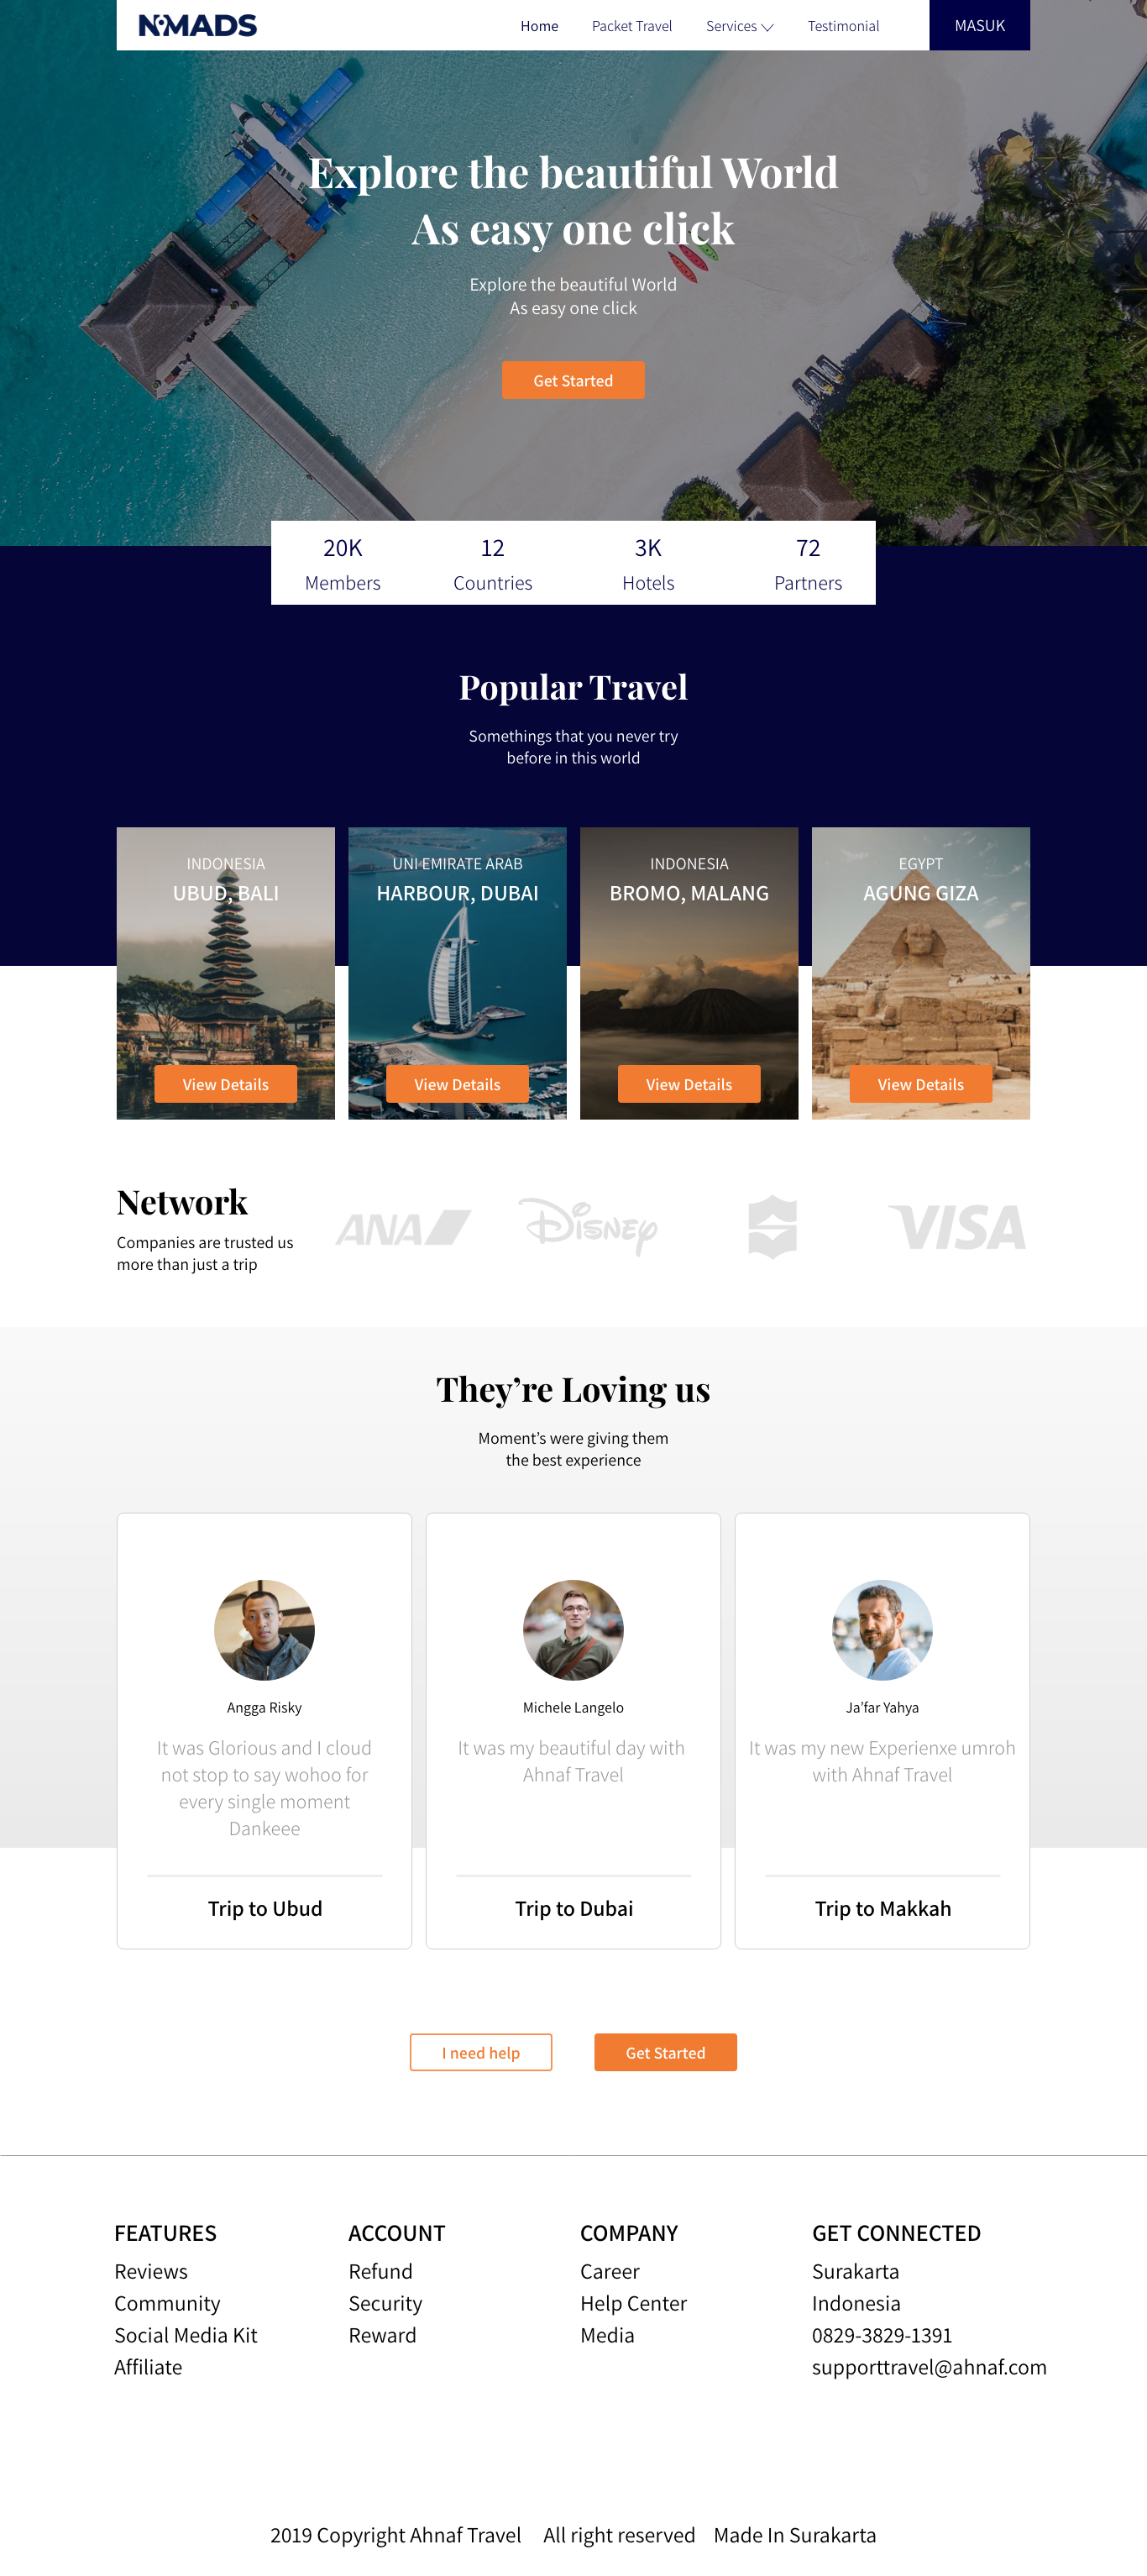 NOMADS
Home Packet Travel Services Testimonial MASUK
Explore the beautiful World
As easy one click
Explore the beautiful World
As easy one click
Get Started
20K 12 3K 72
Members Countries Hotels Partners
Popular Travel
Somethings that you never try
before in this world
INDONESIA UNI EMIRATE ARAB INDONESIA EGYPT
UBUD, BALI HARBOUR, DUBAI BROMO, MALANG AGUNG GIZA
View Details View Details View Details View Details
Network
Companies are trusted us
more than just a trip
ANA Disney VISA
They’re Loving us
Moment’s were giving them
the best experience
Angga Risky
It was Glorious and I cloud
not stop to say wohoo for
every single moment
Dankeee
Trip to Ubud
Michele Langelo
It was my beautiful day with
Ahnaf Travel
Trip to Dubai
Ja’far Yahya
It was my new Experienxe umroh
with Ahnaf Travel
Trip to Makkah
I need help Get Started
FEATURES
Reviews
Community
Social Media Kit
Affiliate
ACCOUNT
Refund
Security
Reward
COMPANY
Career
Help Center
Media
GET CONNECTED
Surakarta
Indonesia
0829-3829-1391
supporttravel@ahnaf.com
2019 Copyright Ahnaf Travel All right reserved Made In Surakarta